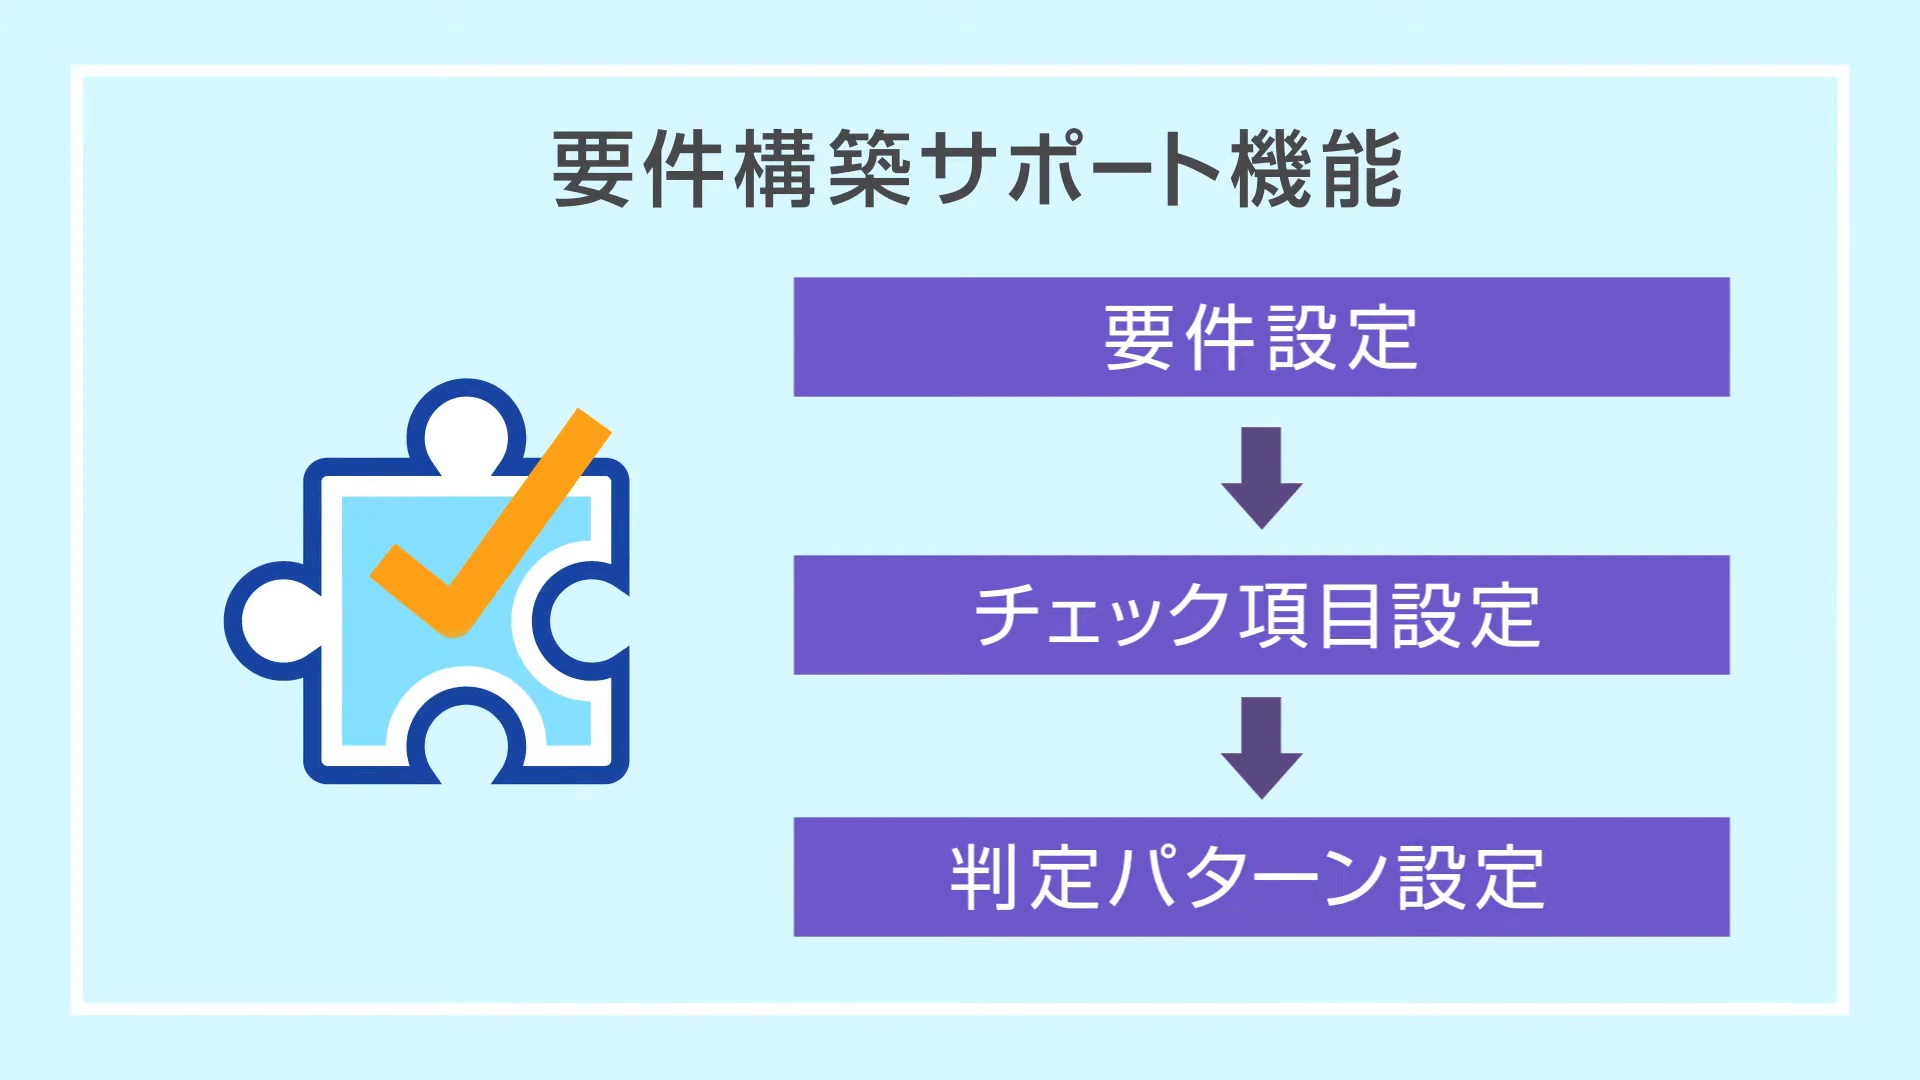 要件構築サポート機能
要件設定
チェック項目設定
判定パターン設定